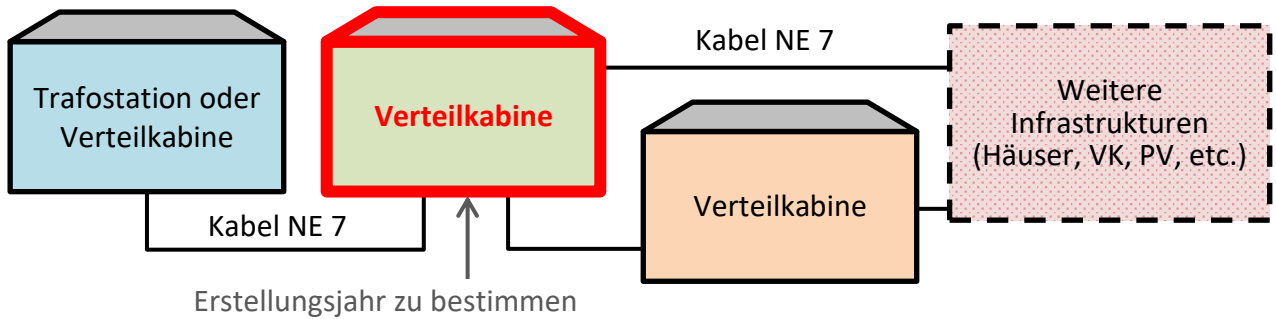 Trafostation oder
Verteilkabine
Kabel NE 7
Verteilkabine
Erstellungsjahr zu bestimmen
Kabel NE 7
Verteilkabine
Weitere
Infrastrukturen
(Häuser, VK, PV, etc.)